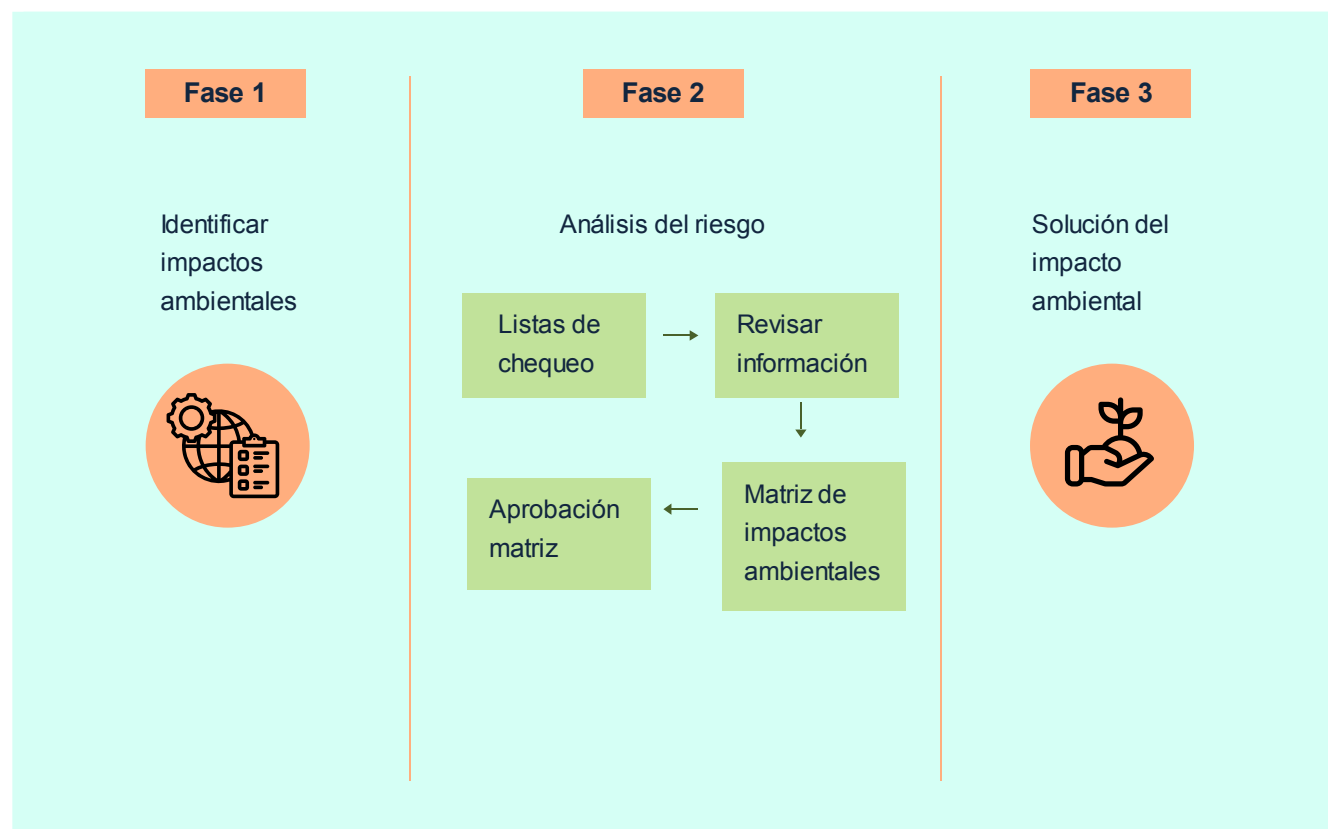 Fase 1
Identificar
impactos
ambientales
Fase 2
Análisis del riesgo
Listas de
chequeo
Revisar
información
Matriz de
impactos
ambientales
Aprobación
matriz
Fase 3
Solución del
impacto
ambiental